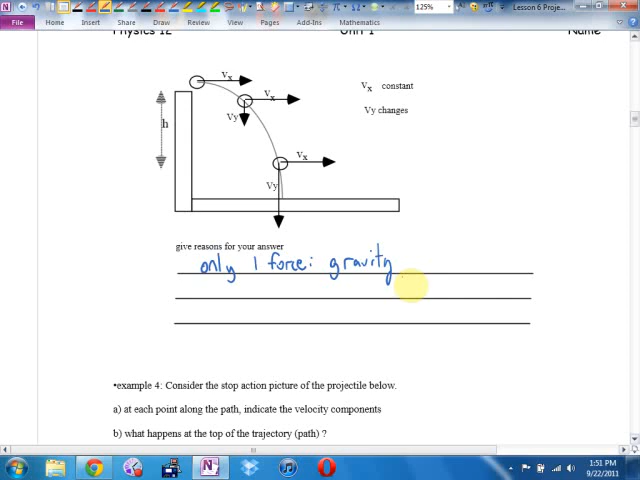 File
Home
Insert
Share
Draw
Review
View
Pages
Add-Ins
Mathematics
125%
Lesson 6 Proje...
Physics 12
Unit 1
Name
Vx
Vx constant
Vx
Vy
Vy changes
h
Vx
Vy
give reasons for your answer
only 1 force: gravity
•example 4: Consider the stop action picture of the projectile below.
a) at each point along the path, indicate the velocity components
b) what happens at the top of the trajectory (path) ?
1:51 PM
9/22/2011